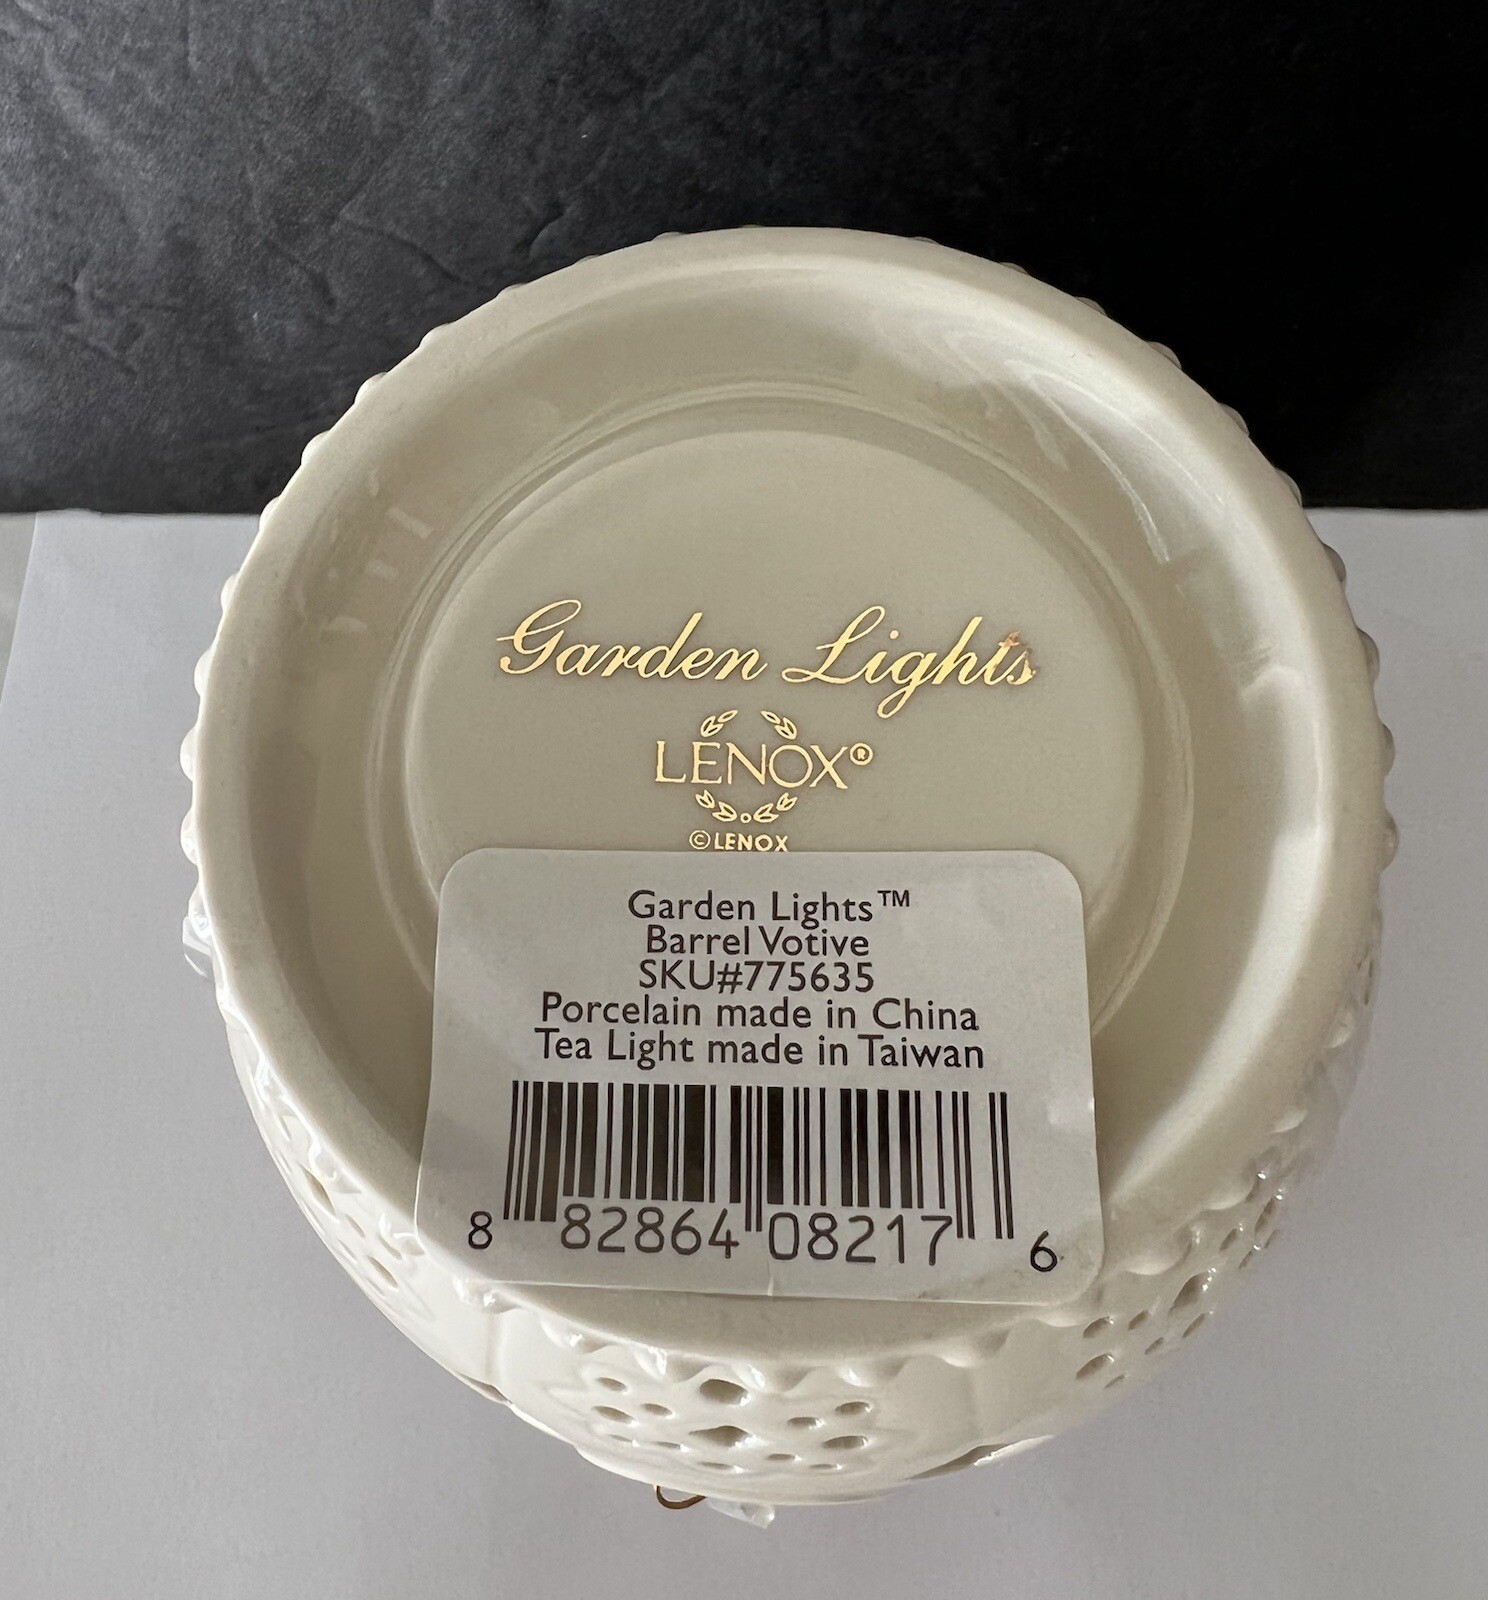 Garden Lights
LENOX®
©LENOX
Garden Lights™
Barrel Votive
SKU#775635
Porcelain made in China
Tea Light made in Taiwan
8 82864 08217 6